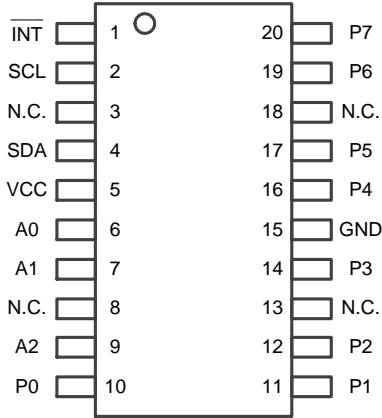 INT 1 20 P7
SCL 2 19 P6
N.C. 3 18 N.C.
SDA 4 17 P5
VCC 5 16 P4
A0 6 15 GND
A1 7 14 P3
N.C. 8 13 N.C.
A2 9 12 P2
P0 10 11 P1